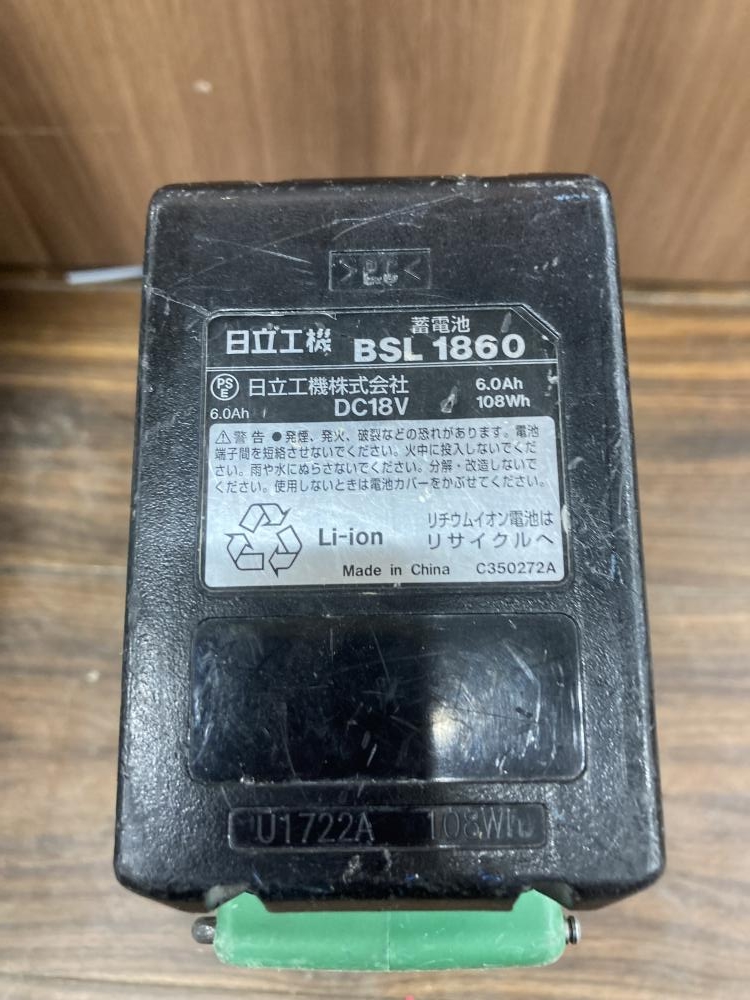 >PC<
日立工機 蓄電池
BSL 1860
PSE 日立工機株式会社 6.0Ah
6.0Ah DC18V 108Wh
⚠警告 ●発煙、発火、破裂などの恐れがあります。電池
端子間を短絡させないでください。火中に投入しないでくだ
さい。雨や水にぬらさないでください。分解・改造しないで
ください。使用しないときは電池カバーをかぶせてください。
Li-ion リチウムイオン電池は
リサイクルへ
Made in China C350272A
U1722A 108Wh